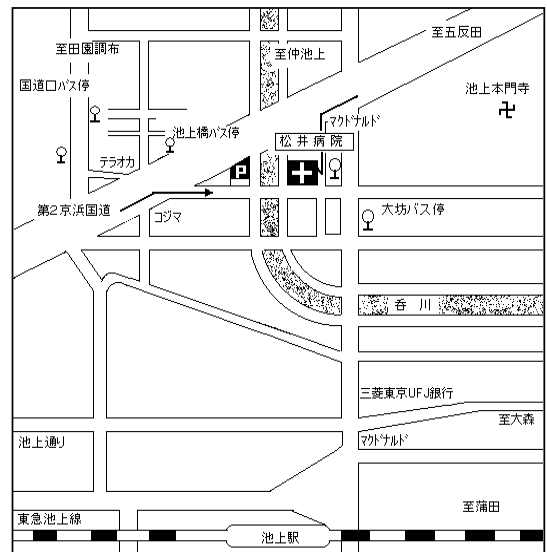 至五反田
至田園調布
至仲池上
国道口バス停
池上本門寺
卍
マクドナルド
池上橋バス停
松井病院
テラオカ
P
第2京浜国道
コジマ
大坊バス停
呑川
三菱東京UFJ銀行
至大森
池上通り
マクドナルド
至蒲田
東急池上線
池上駅